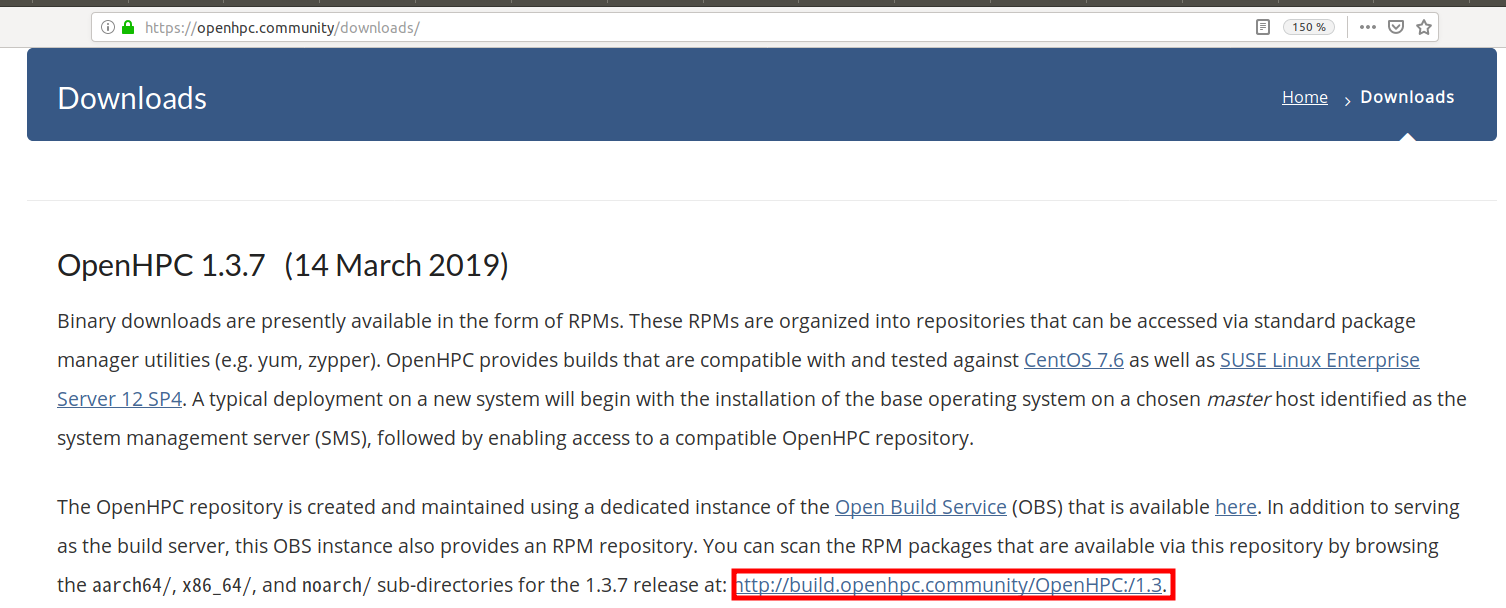 https://openhpc.community/downloads/
150 %
Downloads
Home › Downloads
OpenHPC 1.3.7 (14 March 2019)
Binary downloads are presently available in the form of RPMs. These RPMs are organized into repositories that can be accessed via standard package
manager utilities (e.g. yum, zypper). OpenHPC provides builds that are compatible with and tested against CentOS 7.6 as well as SUSE Linux Enterprise
Server 12 SP4. A typical deployment on a new system will begin with the installation of the base operating system on a chosen master host identified as the
system management server (SMS), followed by enabling access to a compatible OpenHPC repository.
The OpenHPC repository is created and maintained using a dedicated instance of the Open Build Service (OBS) that is available here. In addition to serving
as the build server, this OBS instance also provides an RPM repository. You can scan the RPM packages that are available via this repository by browsing
the aarch64/, x86_64/, and noarch/ sub-directories for the 1.3.7 release at: http://build.openhpc.community/OpenHPC:/1.3.